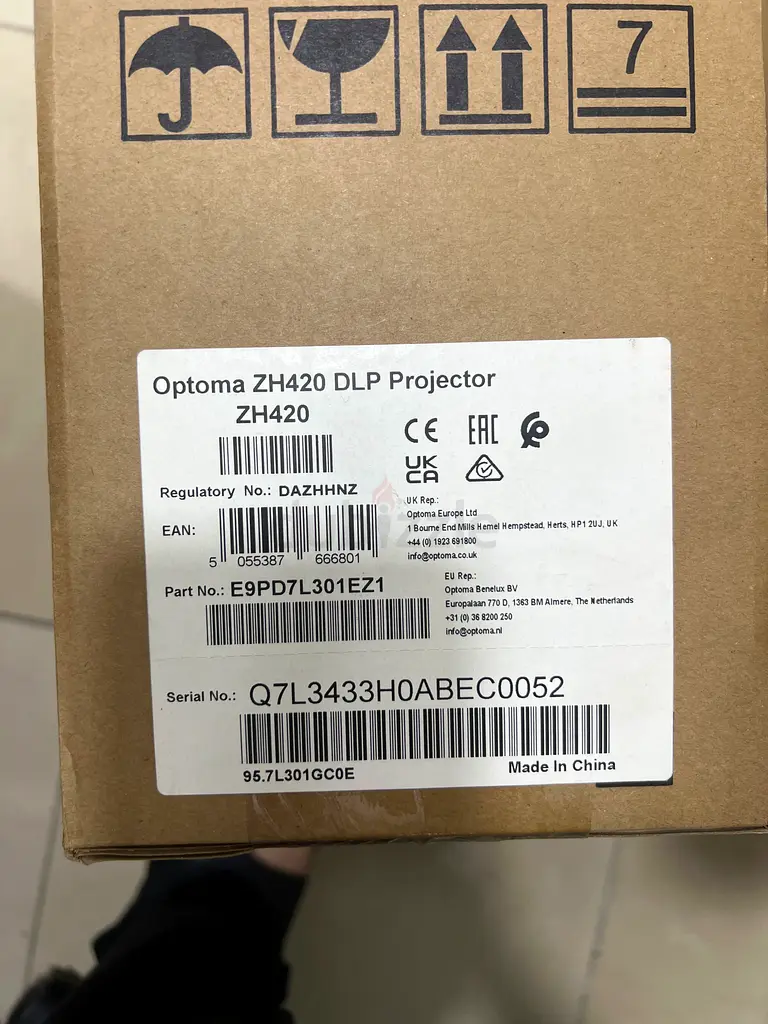 7
Optoma ZH420 DLP Projector
ZH420
CE
EAC
UK
CA
Regulatory No.: DAZHHNZ
EAN:
5 055387 666801
UK Rep.:
Optoma Europe Ltd
1 Bourne End Mills Hemel Hempstead, Herts, HP1 2UJ, UK
+44 (0) 1923 691800
info@optoma.co.uk
Part No.: E9PD7L301EZ1
EU Rep.:
Optoma Benelux BV
Europalaan 770 D, 1363 BM Almere, The Netherlands
+31 (0) 36 8200 250
info@optoma.nl
Serial No.: Q7L3433H0ABEC0052
95.7L301GC0E
Made In China
dubizzle